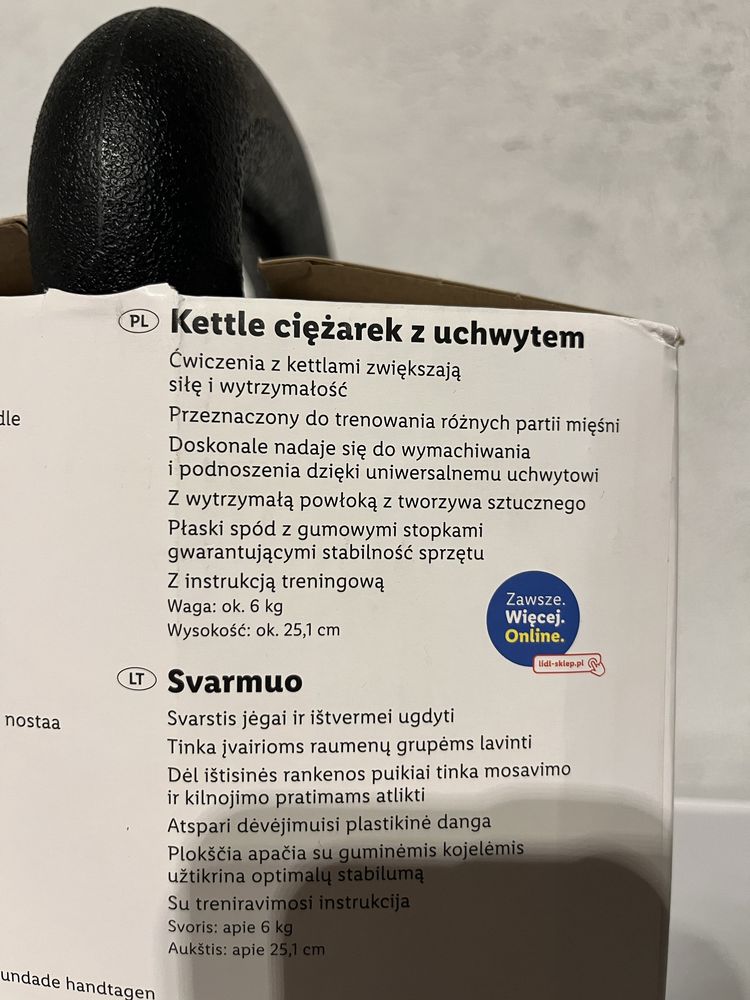 PL
Kettle ciężarek z uchwytem
Ćwiczenia z kettlami zwiększają
siłę i wytrzymałość
Przeznaczony do trenowania różnych partii mięśni
Doskonale nadaje się do wymachiwania
i podnoszenia dzięki uniwersalnemu uchwytowi
Z wytrzymałą powłoką z tworzywa sztucznego
Płaski spód z gumowymi stopkami
gwarantującymi stabilność sprzętu
Z instrukcją treningową
Waga: ok. 6 kg
Wysokość: ok. 25,1 cm
Zawsze.
Więcej.
Online.
lidl-sklep.pl
LT
Svarmuo
Svarstis jėgai ir ištvermei ugdyti
Tinka įvairioms raumenų grupėms lavinti
Dėl ištisinės rankenos puikiai tinka mosavimo
ir kilnojimo pratimams atlikti
Atspari dėvėjimuisi plastikinė danga
Plokščia apačia su guminėmis kojelėmis
užtikrina optimalų stabilumą
Su treniravimosi instrukcija
Svoris: apie 6 kg
Aukštis: apie 25,1 cm
nostaa
handtagen